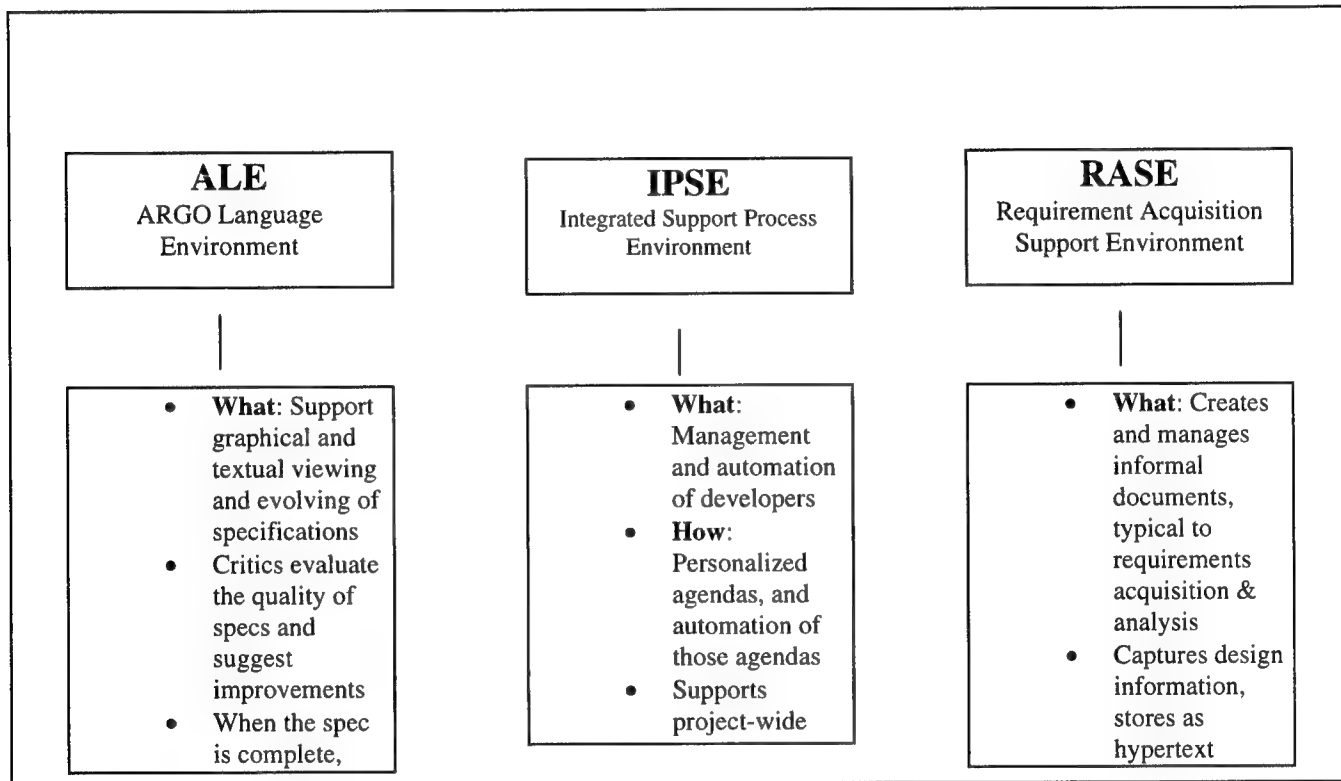 ALE
ARGO Language
Environment
IPSE
Integrated Support Process
Environment
RASE
Requirement Acquisition
Support Environment
• What: Support
graphical and
textual viewing
and evolving of
specifications
• Critics evaluate
the quality of
specs and
suggest
improvements
• When the spec
is complete,
• What:
Management
and automation
of developers
• How:
Personalized
agendas, and
automation of
those agendas
• Supports
project-wide
• What: Creates
and manages
informal
documents,
typical to
requirements
acquisition &
analysis
• Captures design
information,
stores as
hypertext